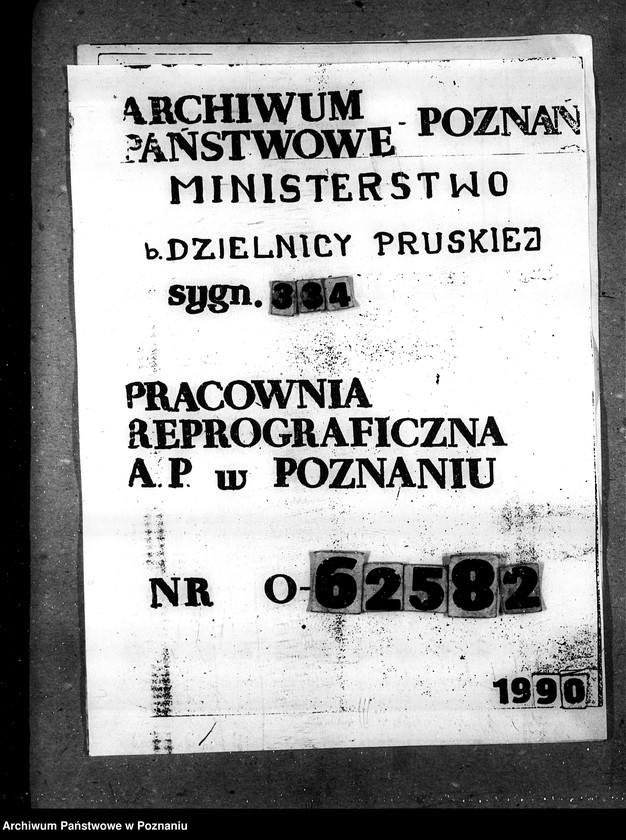 ARCHIWUM
PAŃSTWOWE - POZNAŃ
MINISTERSTWO
b. DZIELNICY PRUSKIEJ
sygn. 334
PRACOWNIA
REPROGRAFICZNA
A.P. w POZNANIU
NR O-62582
1990
Archiwum Państwowe w Poznaniu